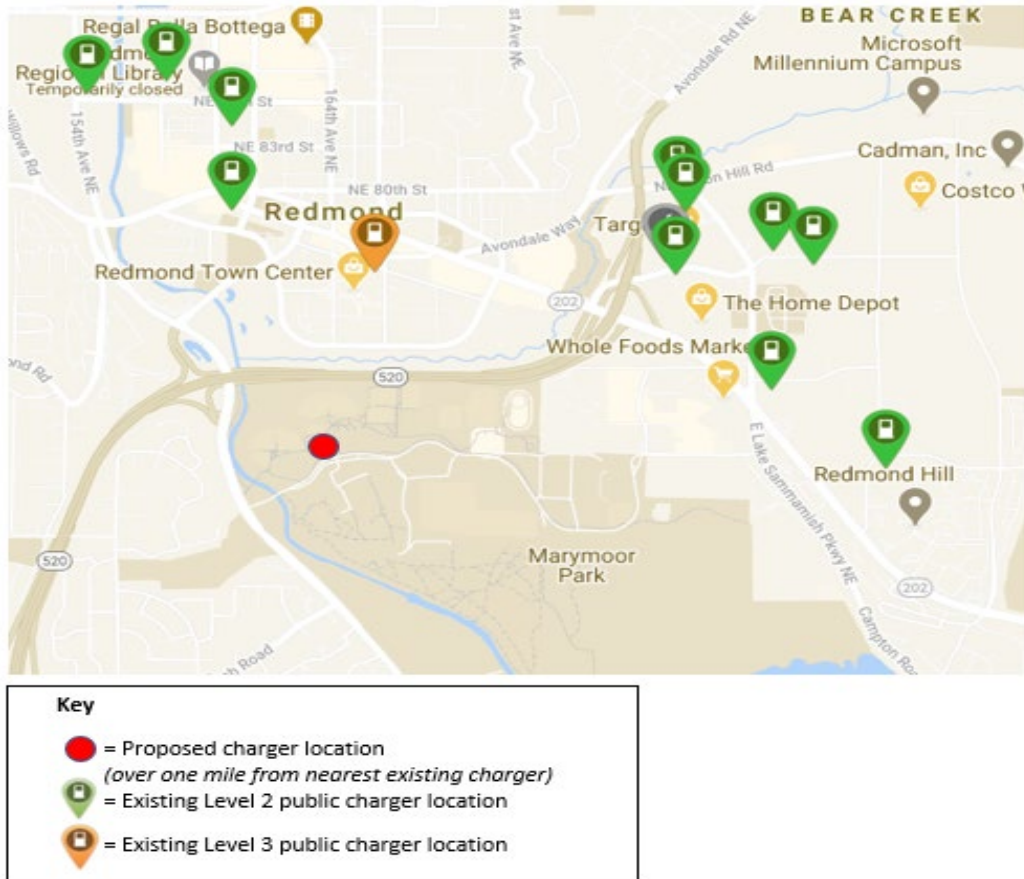 BEAR CREEK
Regal Bella Bottega
Microsoft
Millennium Campus
Avondale Rd NE
Regional Library
Temporarily closed
Willows Rd
154th Ave NE
164th Ave NE
Cadman, Inc
Costco
NE 83rd St
NE 80th St
Redmond
Avondale Way
Redmond Town Center
202
The Home Depot
Whole Foods Marke
520
E Lake Sammamish Pkwy NE
Redmond Hill
Marymoor
Park
520
202
Key
= Proposed charger location
(over one mile from nearest existing charger)
= Existing Level 2 public charger location
= Existing Level 3 public charger location